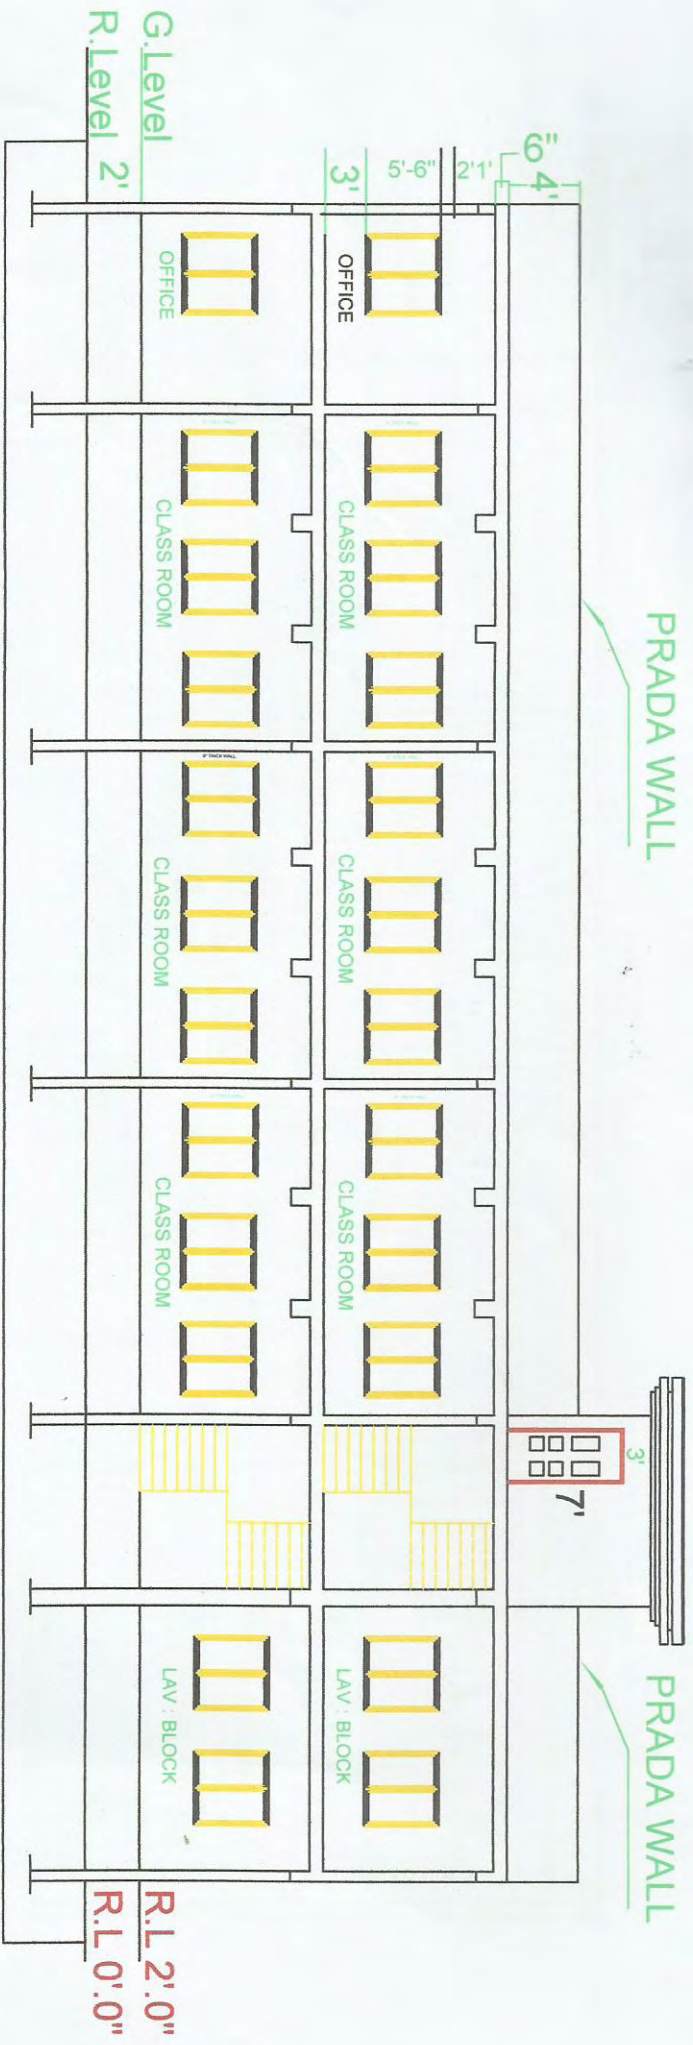 PRADA WALL
PRADA WALL
3'
7'
4'
6"
2'1'
5'-6"
3'
OFFICE
CLASS ROOM
CLASS ROOM
CLASS ROOM
LAV : BLOCK
OFFICE
CLASS ROOM
CLASS ROOM
CLASS ROOM
LAV : BLOCK
G.Level
R.Level
2'
R.L 2'.0"
R.L 0'.0"